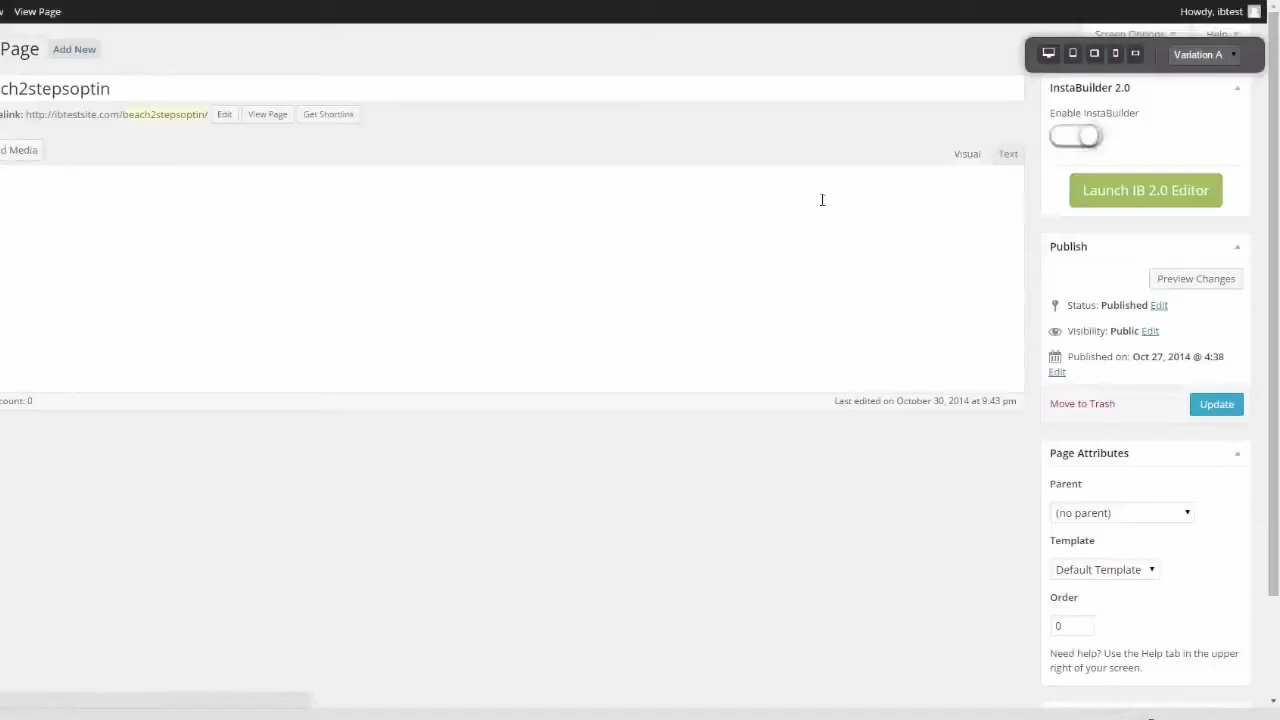 View Page
Howdy, ibtest
Page Add New
Screen Options Help
Variation A
ch2stepsoptin
InstaBuilder 2.0
alink: http://ibtestsite.com/beach2stepsoptin/ Edit View Page Get Shortlink
Enable InstaBuilder
d Media
Visual Text
Launch IB 2.0 Editor
Publish
Preview Changes
Status: Published Edit
Visibility: Public Edit
Published on: Oct 27, 2014 @ 4:38
Edit
ount: 0
Last edited on October 30, 2014 at 9:43 pm
Move to Trash
Update
Page Attributes
Parent
(no parent)
Template
Default Template
Order
0
Need help? Use the Help tab in the upper
right of your screen.